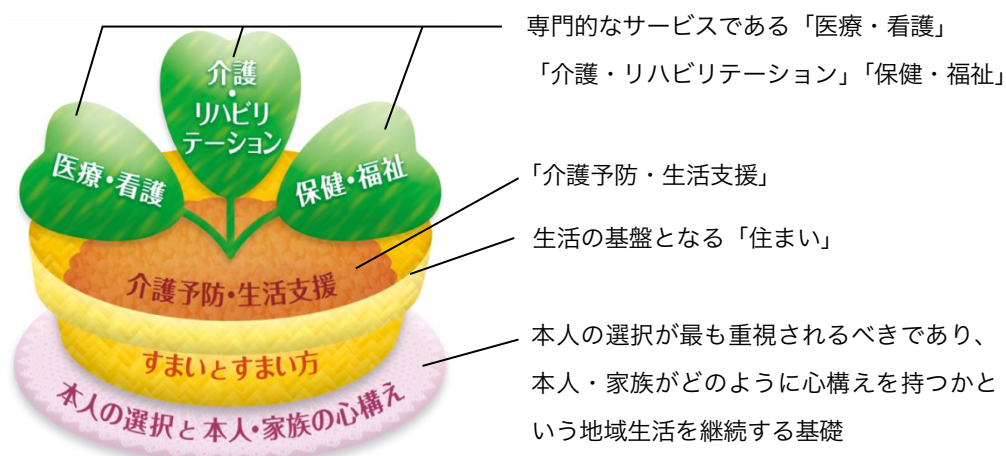 専門的なサービスである「医療・看護」
「介護・リハビリテーション」「保健・福祉」
介護
・
リハビリ
テーション
医療・看護
保健・福祉
「介護予防・生活支援」
生活の基盤となる「住まい」
介護予防・生活支援
すまいとすまい方
本人の選択と本人・家族の心構え
本人の選択が最も重視されるべきであり、
本人・家族がどのように心構えを持つかと
いう地域生活を継続する基礎